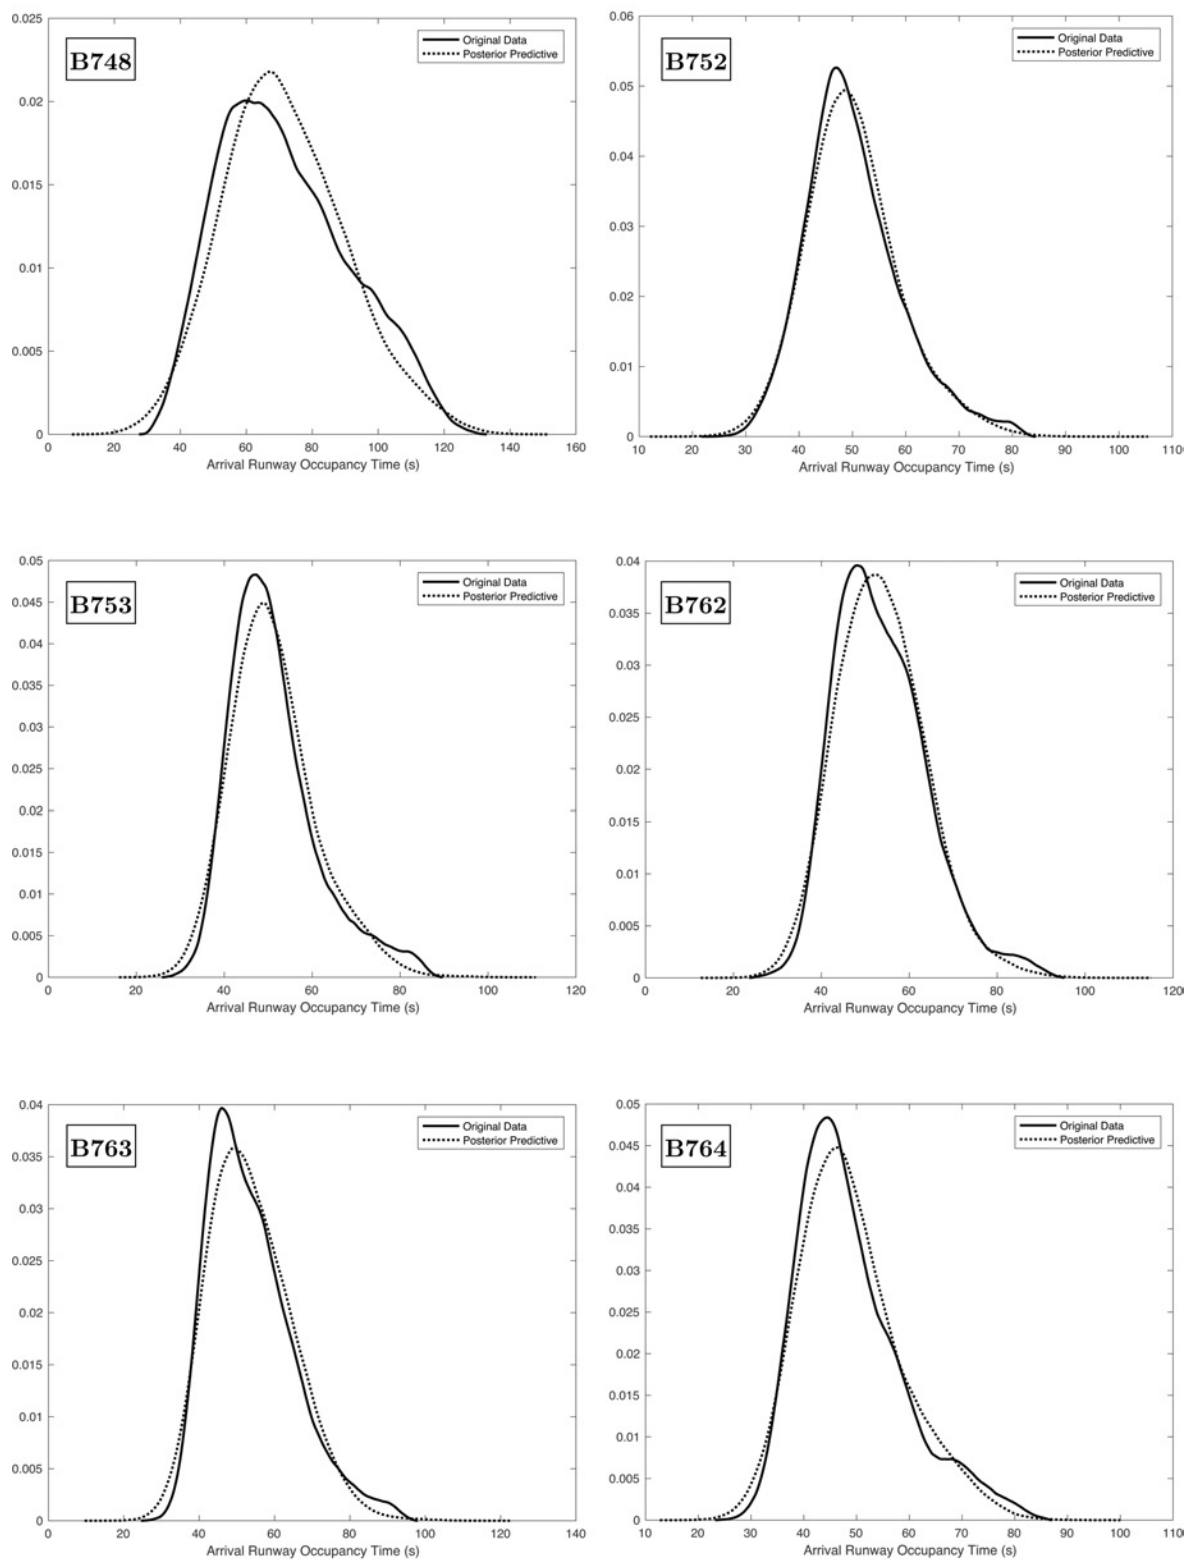 0.025
Original Data
Posterior Predictive
B748
0.02
0.015
0.01
0.005
0
0 20 40 60 80 100 120 140 160
Arrival Runway Occupancy Time (s)
0.06
Original Data
Posterior Predictive
B752
0.05
0.04
0.03
0.02
0.01
0
10 20 30 40 50 60 70 80 90 100 110
Arrival Runway Occupancy Time (s)
0.05
Original Data
Posterior Predictive
B753
0.045
0.04
0.035
0.03
0.025
0.02
0.015
0.01
0.005
0
0 20 40 60 80 100 120
Arrival Runway Occupancy Time (s)
0.04
Original Data
Posterior Predictive
B762
0.035
0.03
0.025
0.02
0.015
0.01
0.005
0
0 20 40 60 80 100 120
Arrival Runway Occupancy Time (s)
0.04
Original Data
Posterior Predictive
B763
0.035
0.03
0.025
0.02
0.015
0.01
0.005
0
0 20 40 60 80 100 120 140
Arrival Runway Occupancy Time (s)
0.05
Original Data
Posterior Predictive
B764
0.045
0.04
0.035
0.03
0.025
0.02
0.015
0.01
0.005
0
10 20 30 40 50 60 70 80 90 100 110
Arrival Runway Occupancy Time (s)